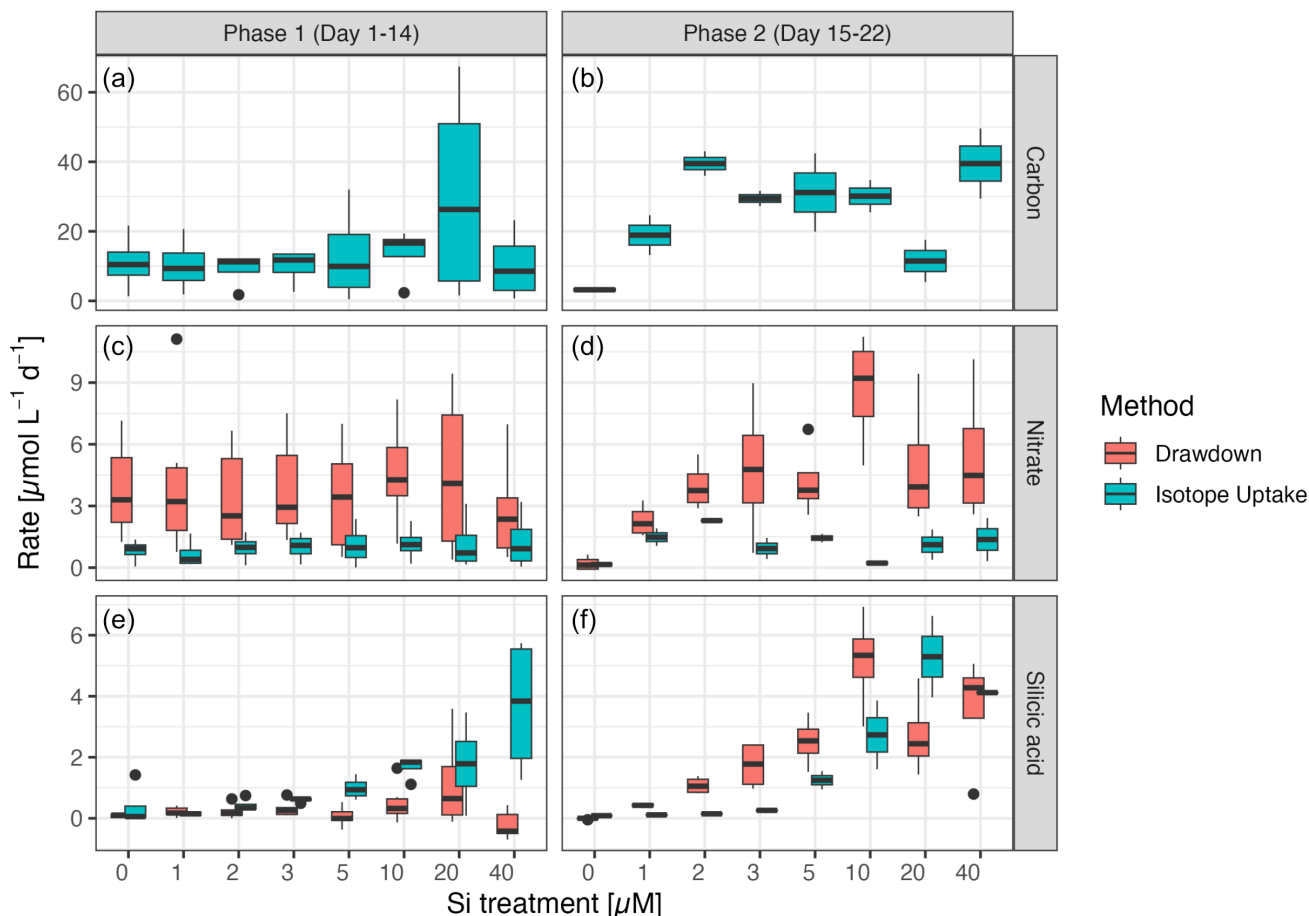 Phase 1 (Day 1-14)
Phase 2 (Day 15-22)
(a)
(b)
60
40
20
0
Carbon
(c)
(d)
9
6
3
0
Nitrate
(e)
(f)
6
4
2
0
Silicic acid
Rate [µmol L⁻¹ d⁻¹]
0 1 2 3 5 10 20 40
0 1 2 3 5 10 20 40
Si treatment [µM]
Method
Drawdown
Isotope Uptake